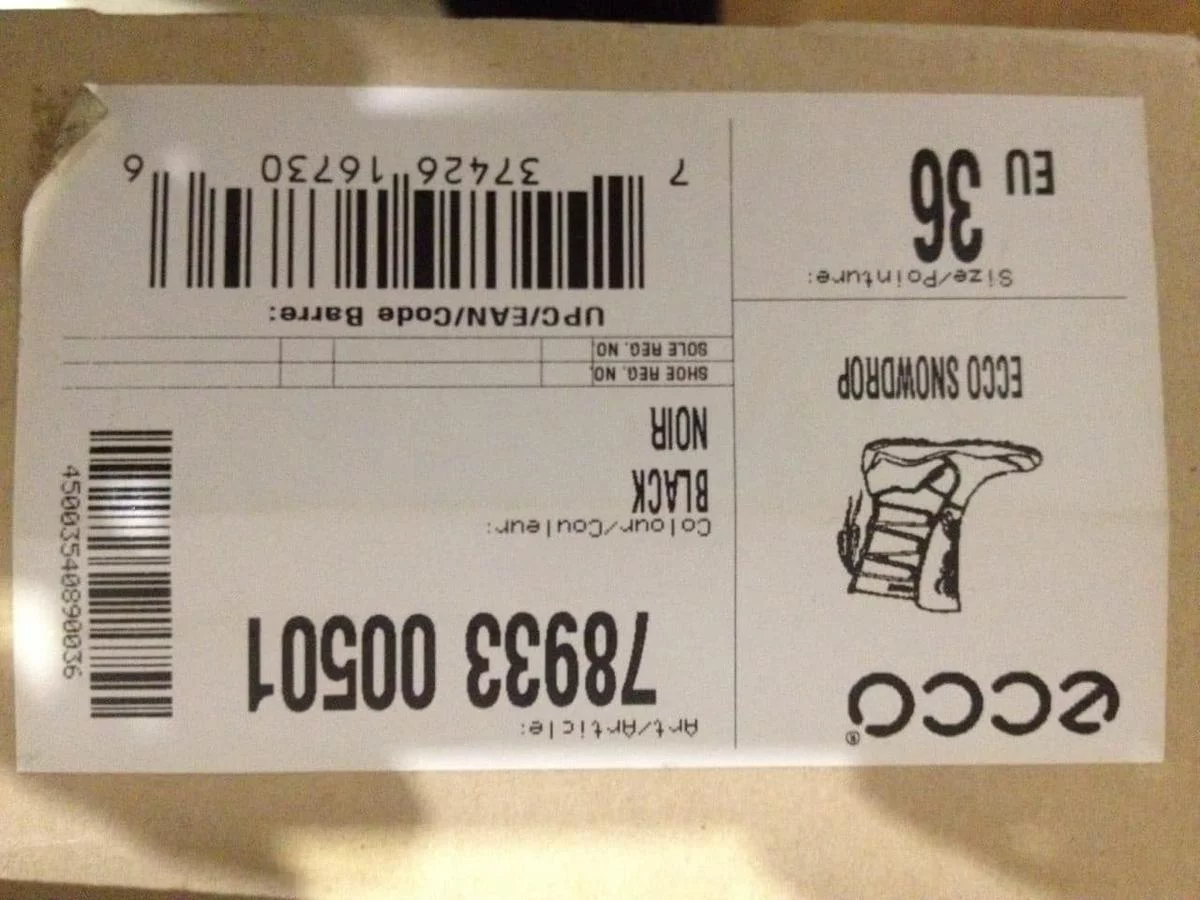 ecco®
ECCO SNOWDROP
Size/Pointure:
EU 36
Art/Article:
78933 00501
Colour/Couleur:
BLACK
NOIR
SHOE REG. NO.
SOLE REG. NO.
UPC/EAN/Code Barre:
7 37426 16730 6
45003540890036